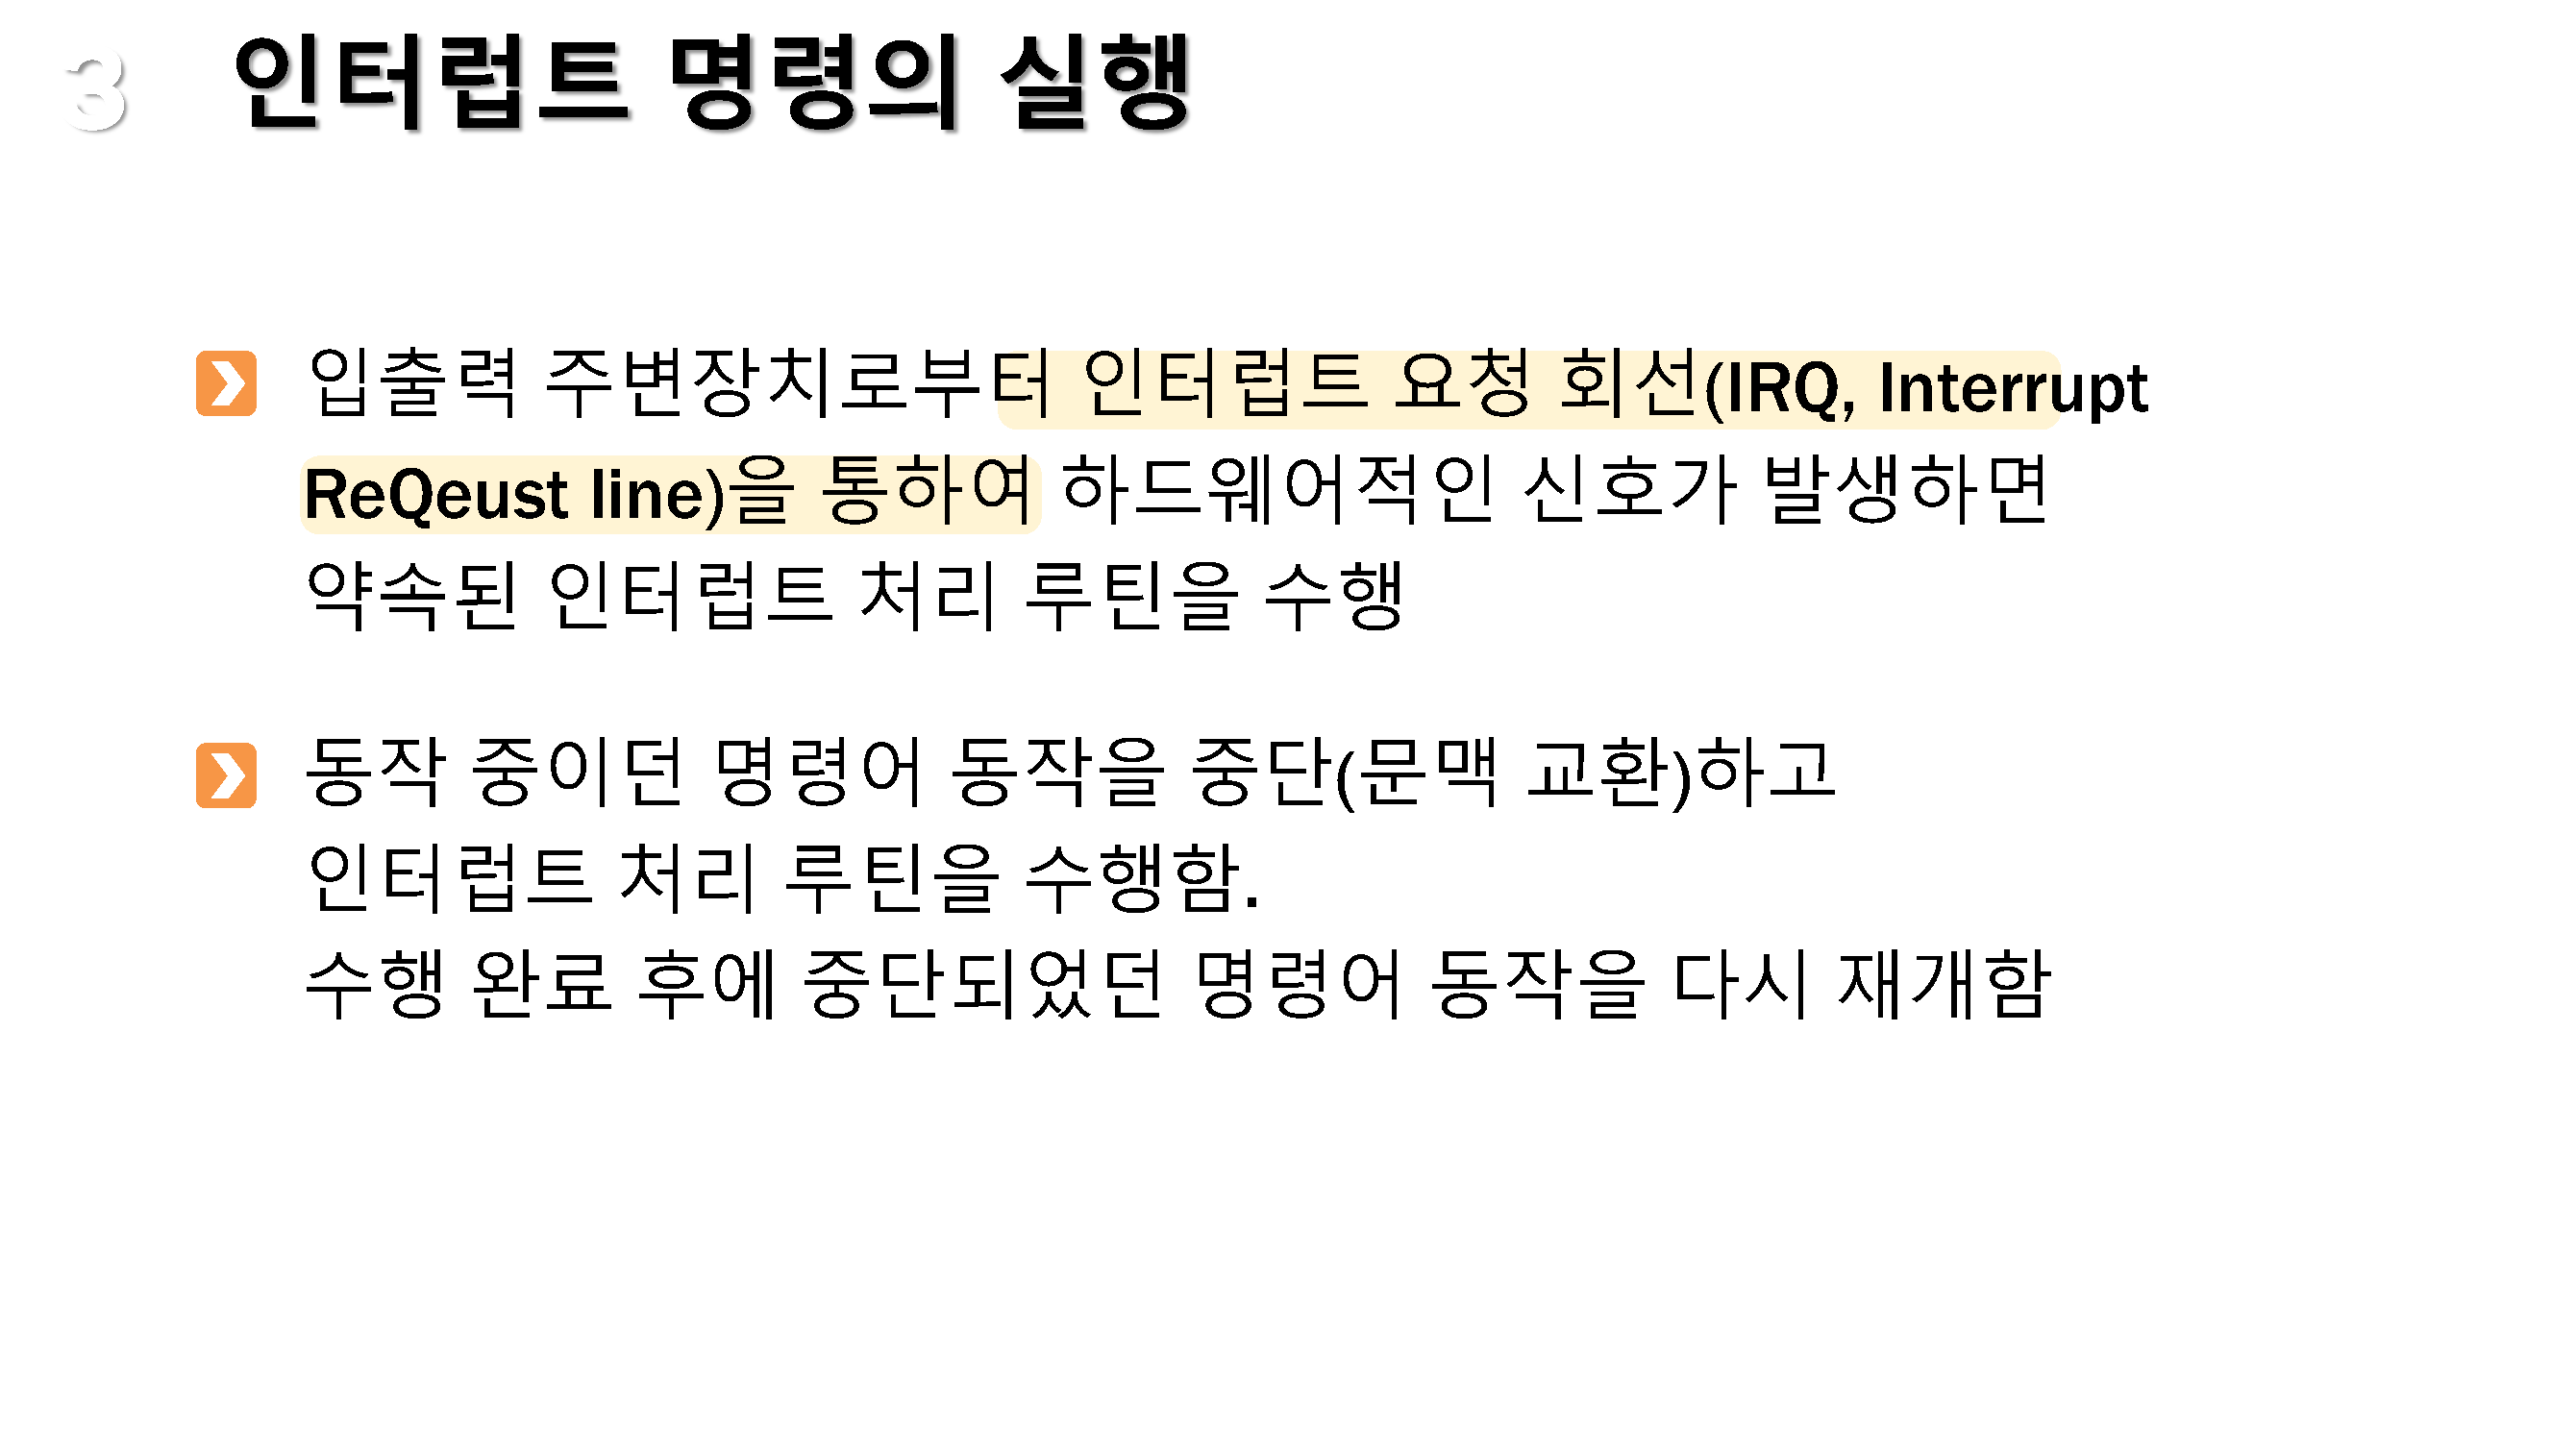 3 인터럽트 명령의 실행
입출력 주변장치로부터 인터럽트 요청 회선(IRQ, Interrupt
ReQeust line)을 통하여 하드웨어적인 신호가 발생하면
약속된 인터럽트 처리 루틴을 수행
동작 중이던 명령어 동작을 중단(문맥 교환)하고
인터럽트 처리 루틴을 수행함.
수행 완료 후에 중단되었던 명령어 동작을 다시 재개함